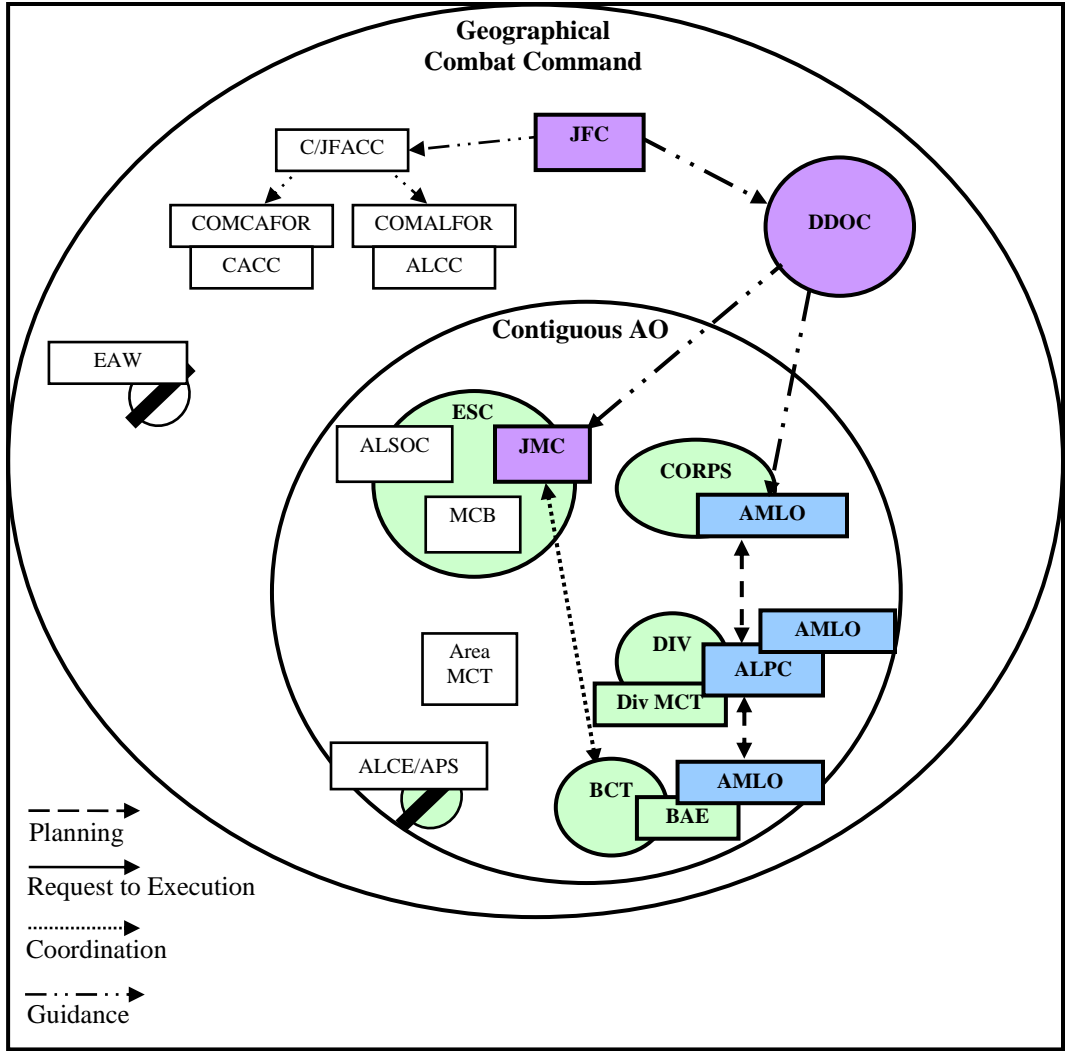 Geographical
Combat Command
JFC
C/JFACC
DDOC
COMCAFOR
COMALFOR
CACC
ALCC
Contiguous AO
EAW
ESC
ALSOC
JMC
CORPS
MCB
AMLO
AMLO
DIV
Area
MCT
ALPC
Div MCT
ALCE/APS
AMLO
BCT
BAE
Planning
Request to Execution
Coordination
Guidance